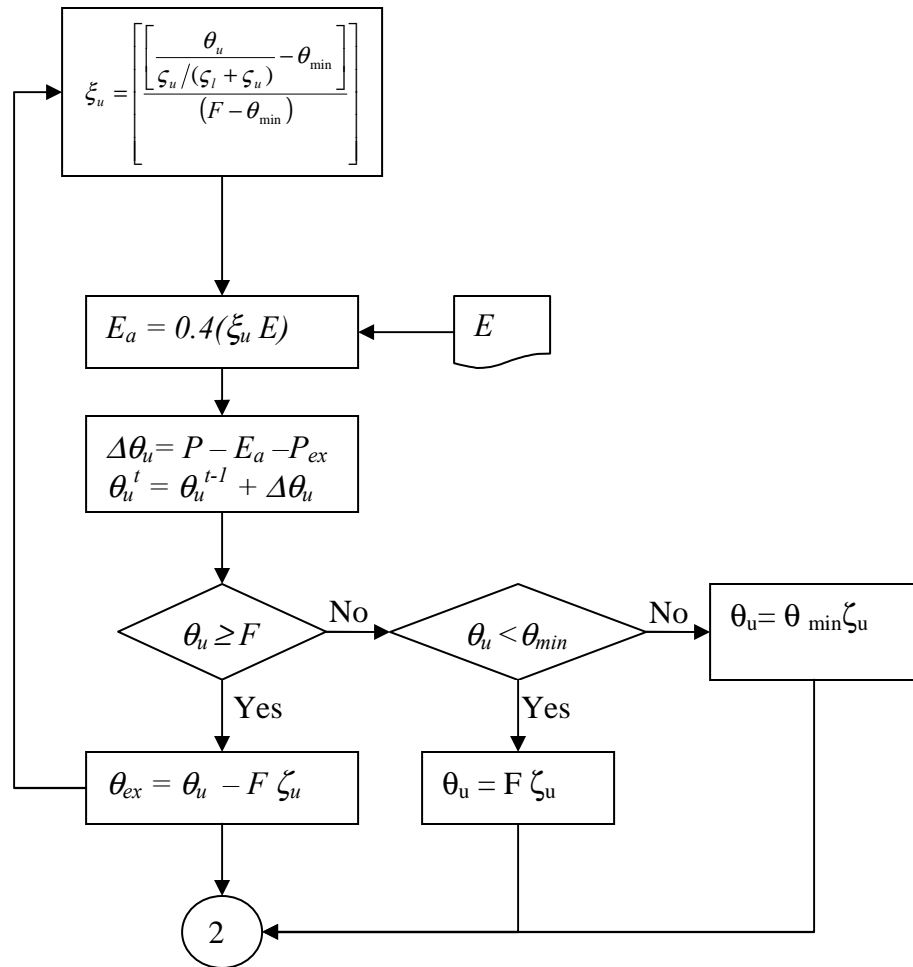 ξ_u = [ [ θ_u / (ς_u/(ς_l + ς_u)) − θ_min ] / (F − θ_min) ]
E_a = 0.4(ξ_u E)
E
Δθ_u = P – E_a –P_ex
θ_u^t = θ_u^{t-1} + Δθ_u
θ_u ≥ F
No
θ_u < θ_min
No
θ_u= θ_min ζ_u
Yes
Yes
θ_ex = θ_u – F ζ_u
θ_u = F ζ_u
2